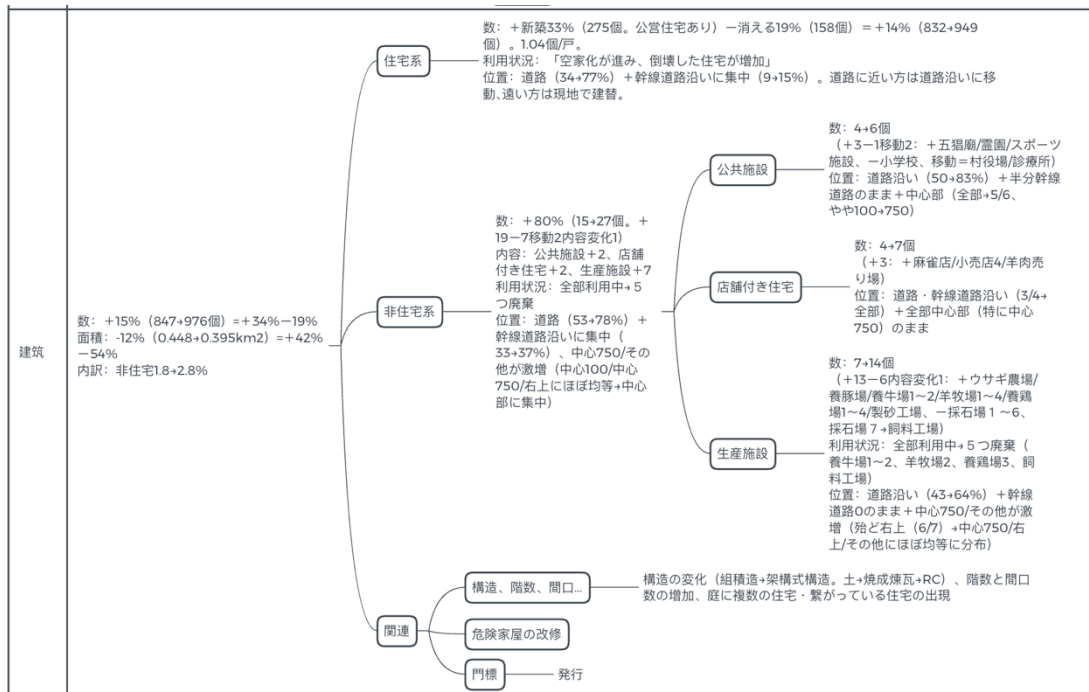 建筑
数：＋15%（847→976個）=＋34%ー19%
面積：-12%（0.448→0.395km2）=＋42%
ー54%
内訳：非住宅1.8→2.8%
住宅系
数：＋新築33%（275個。公営住宅あり）ー消える19%（158個）＝＋14%（832→949
個）。1.04個/戸。
利用状況：「空家化が進み、倒壊した住宅が増加」
位置：道路（34→77%）＋幹線道路沿いに集中（9→15%）。道路に近い方は道路沿いに移
動、遠い方は現地で建替。
非住宅系
数：＋80%（15→27個。＋
19ー7移動2内容変化1）
内容：公共施設＋2、店舗
付き住宅＋2、生産施設＋7
利用状況：全部利用中→５
つ廃棄
位置：道路（53→78%）＋
幹線道路沿いに集中（
33→37%）、中心750/その
他が激増（中心100/中心
750/右上にほぼ均等→中心
部に集中）
公共施設
数：4→6個
（＋3ー1移動2：＋五猖廟/霊園/スポーツ
施設、ー小学校、移動＝村役場/診療所）
位置：道路沿い（50→83%）＋半分幹線
道路のまま＋中心部（全部→5/6、
やや100→750）
店舗付き住宅
数：4→7個
（＋3：＋麻雀店/小売店4/羊肉売
り場）
位置：道路・幹線道路沿い（3/4→
全部）＋全部中心部（特に中心
750）のまま
生産施設
数：7→14個
（＋13ー6内容変化1：＋ウサギ農場/
養豚場/養牛場1〜2/羊牧場1〜4/養鶏
場1〜4/製砂工場、ー採石場１〜6、
採石場７→飼料工場）
利用状況：全部利用中→５つ廃棄（
養牛場1〜2、羊牧場2、養鶏場3、飼
料工場）
位置：道路沿い（43→64%）＋幹線
道路0のまま＋中心750/その他が激
増（殆ど右上（6/7）→中心750/右
上/その他にほぼ均等に分布）
関連
構造、階数、間口...
構造の変化（組積造→架構式構造。土→焼成煉瓦→RC）、階数と間口
数の増加、庭に複数の住宅・繋がっている住宅の出現
危険家屋の改修
門標
発行